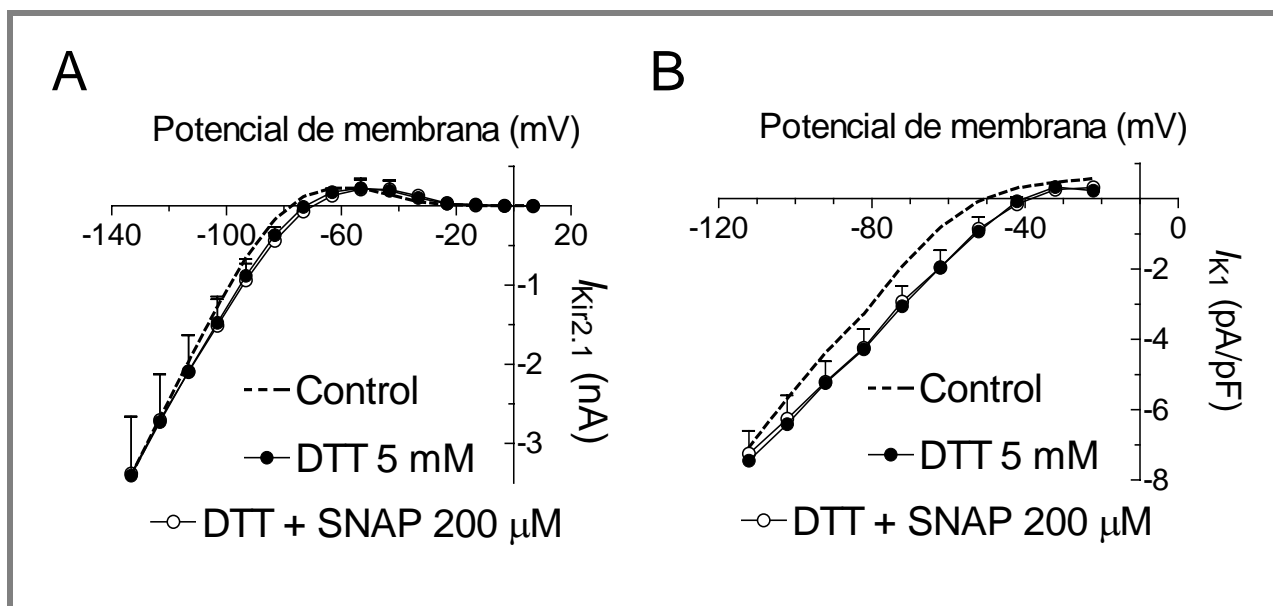 A
Potencial de membrana (mV)
-140 -100 -60 -20 20
-1
-2
-3
I Kir2.1 (nA)
Control
DTT 5 mM
DTT + SNAP 200 μM
B
Potencial de membrana (mV)
-120 -80 -40 0
-2
-4
-6
-8
I K1 (pA/pF)
Control
DTT 5 mM
DTT + SNAP 200 μM